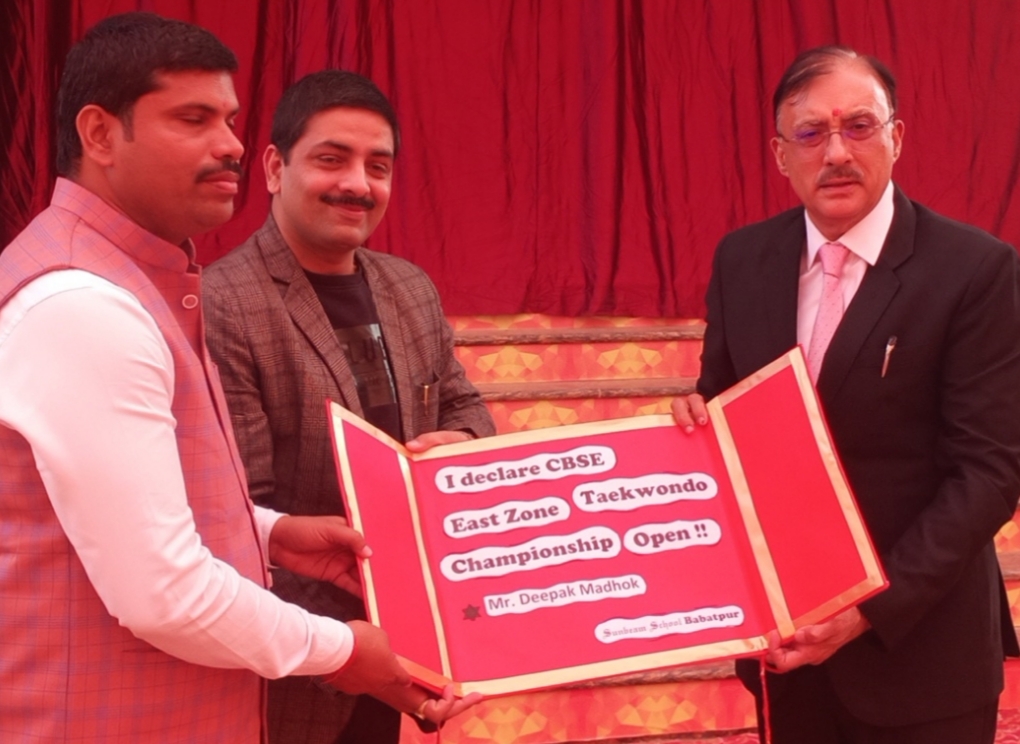 I declare CBSE
East Zone Taekwondo
Championship Open !!
Mr. Deepak Madhok
Sunbeam School Babatpur